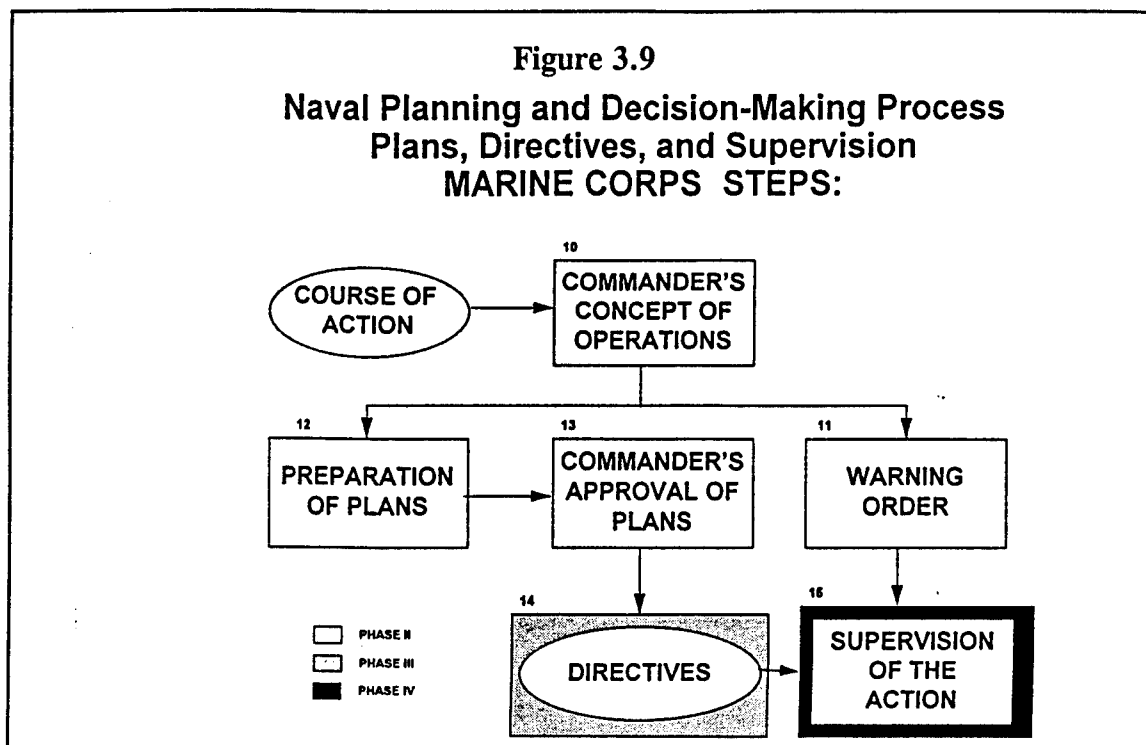 Figure 3.9
Naval Planning and Decision-Making Process
Plans, Directives, and Supervision
MARINE CORPS STEPS:
10
COURSE OF
ACTION
COMMANDER'S
CONCEPT OF
OPERATIONS
12
PREPARATION
OF PLANS
13
COMMANDER'S
APPROVAL OF
PLANS
11
WARNING
ORDER
14
DIRECTIVES
15
SUPERVISION
OF THE
ACTION
PHASE II
PHASE III
PHASE IV